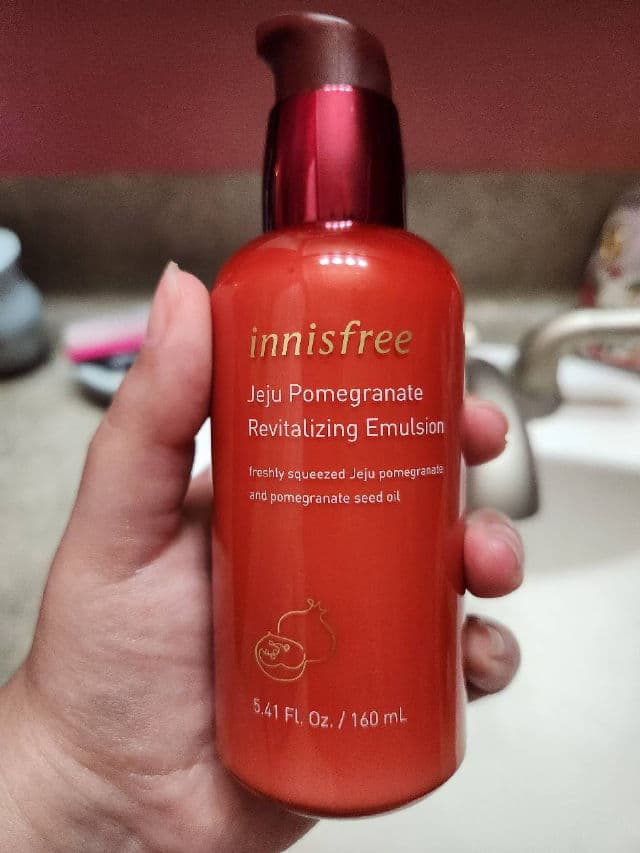 innisfree
Jeju Pomegranate
Revitalizing Emulsion
freshly squeezed Jeju pomegranate
and pomegranate seed oil
5.41 Fl. Oz. / 160 mL